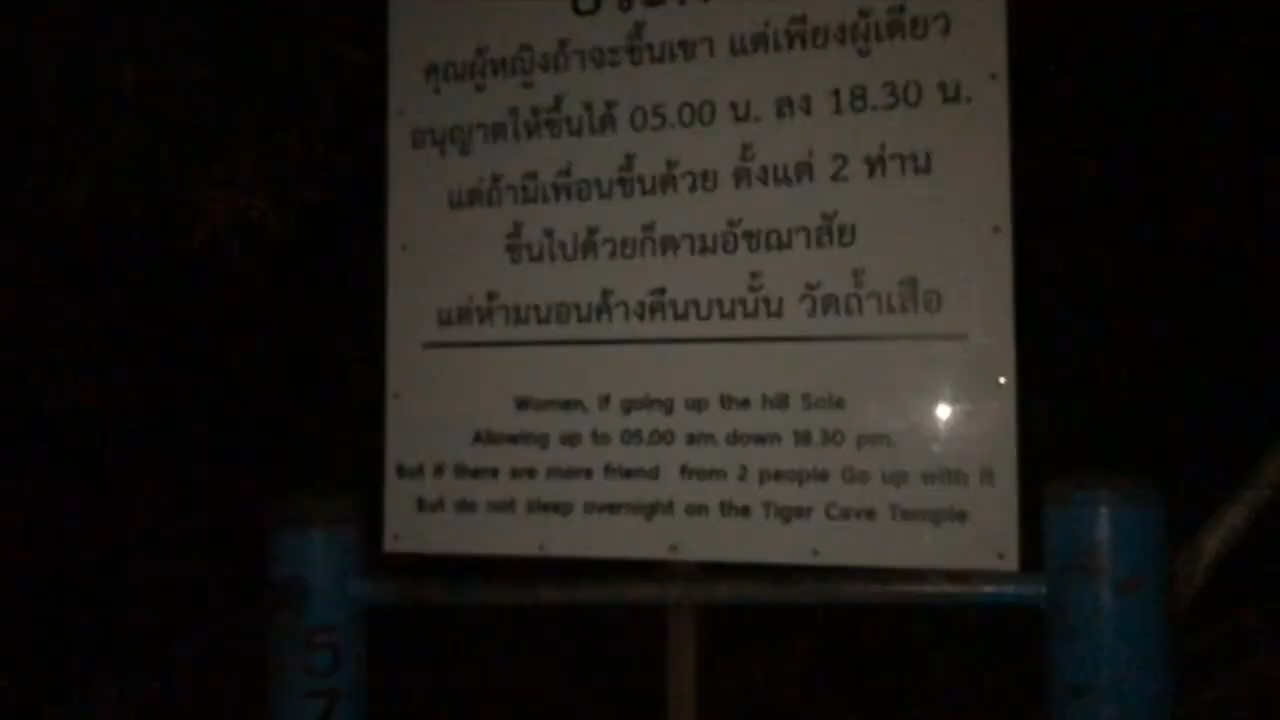 คุณผู้หญิงถ้าจะขึ้นเขา แต่เพียงผู้เดียว
อนุญาตให้ขึ้นได้ 05.00 น. ลง 18.30 น.
แต่ถ้ามีเพื่อนขึ้นด้วย ตั้งแต่ 2 ท่าน
ขึ้นไปด้วยก็ตามอัชฌาสัย
แต่ห้ามนอนค้างคืนบนนั้น วัดถ้ำเสือ
Women, if going up the hill Sole
Allowing up to 05.00 am. down 18.30 pm.
But if there are more friend from 2 people Go up with it
But do not sleep overnight on the Tiger Cave Temple
5
7